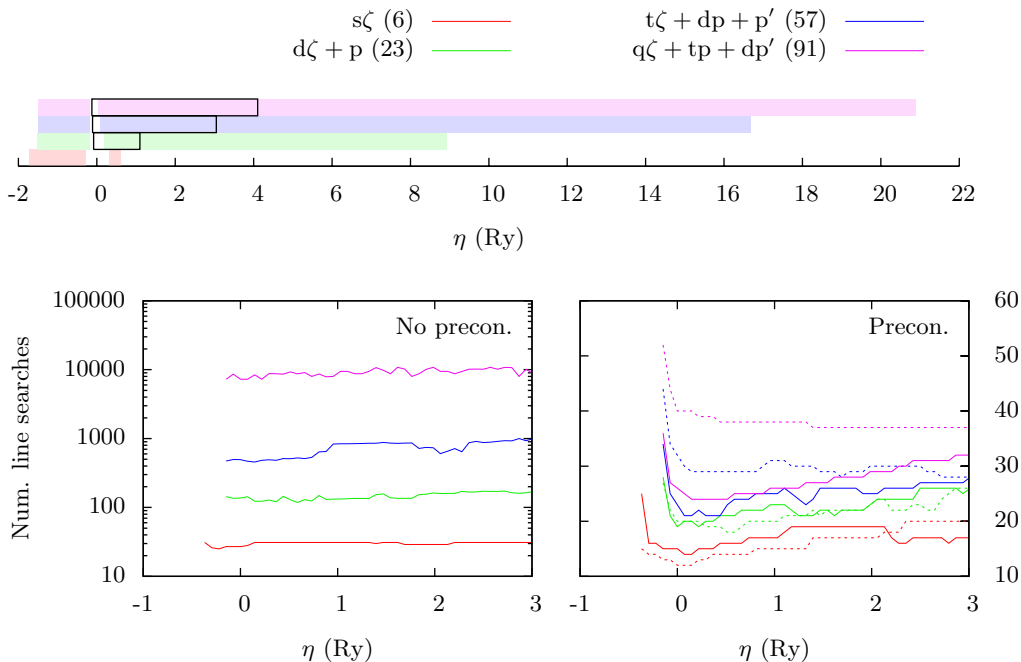 sζ (6)
tζ + dp + p′ (57)
dζ + p (23)
qζ + tp + dp′ (91)
-2 0 2 4 6 8 10 12 14 16 18 20 22
η (Ry)
100000
10000
1000
100
10
Num. line searches
No precon.
-1 0 1 2 3
η (Ry)
Precon.
60
50
40
30
20
10
-1 0 1 2 3
η (Ry)